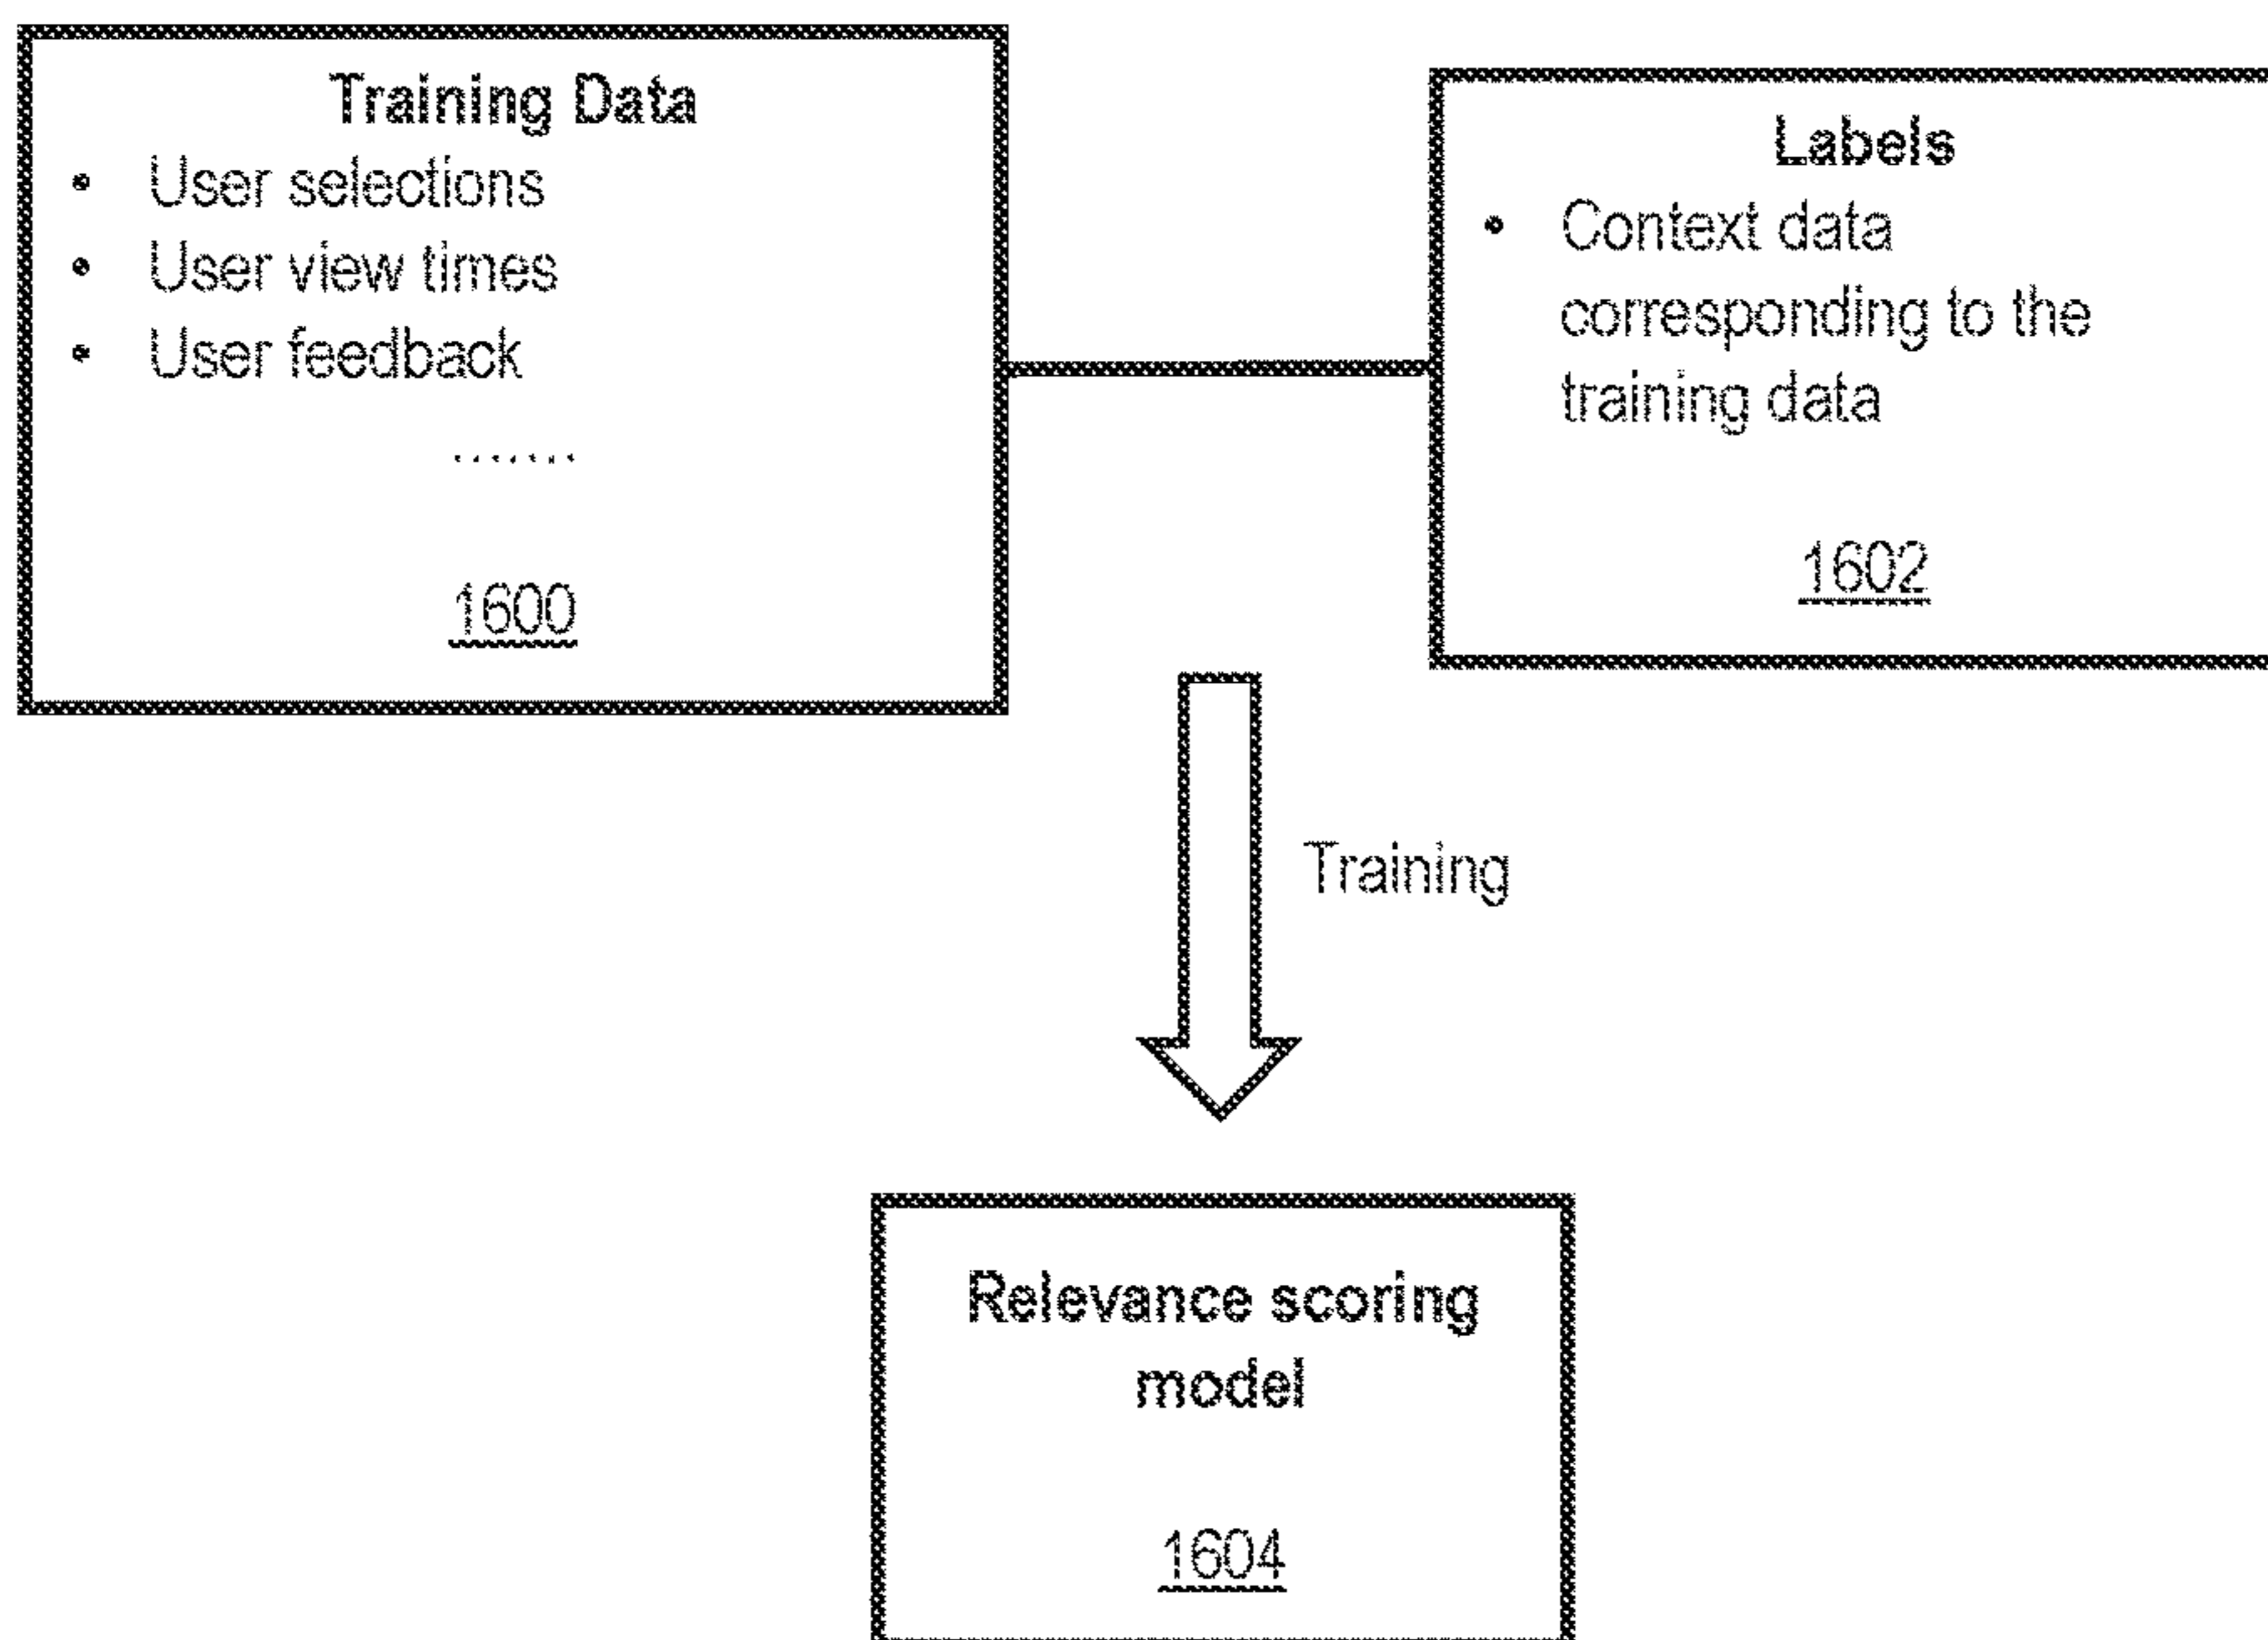 Training Data
• User selections
• User view times
• User feedback
.......
1600
Labels
• Context data
corresponding to the
training data
1602
Training
Relevance scoring
model
1604